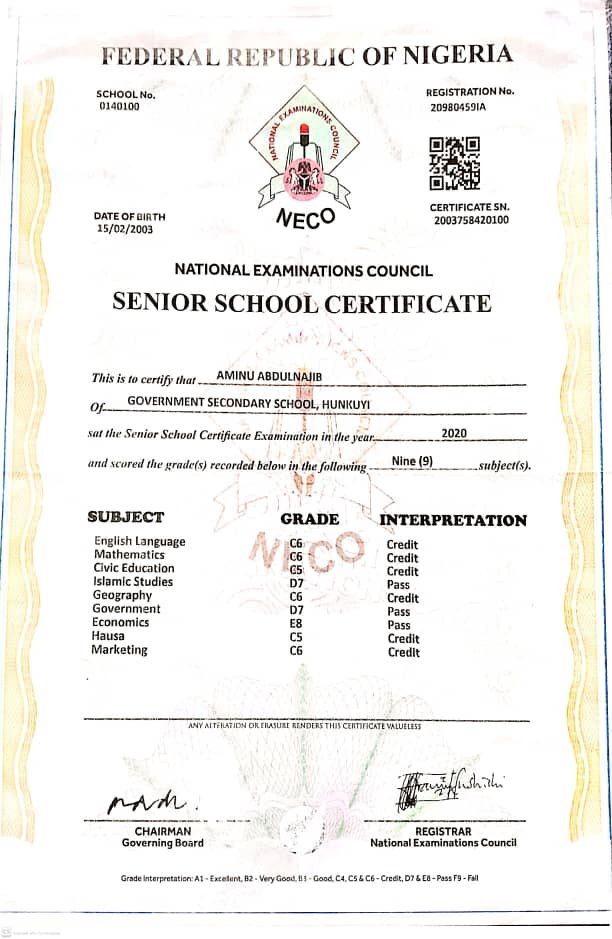 FEDERAL REPUBLIC OF NIGERIA
SCHOOL No.
0140100
REGISTRATION No.
20980459IA
NATIONAL EXAMINATIONS COUNCIL
NECO
DATE OF BIRTH
15/02/2003
CERTIFICATE SN.
2003758420100
NATIONAL EXAMINATIONS COUNCIL
SENIOR SCHOOL CERTIFICATE
This is to certify that AMINU ABDULNAJIB
Of GOVERNMENT SECONDARY SCHOOL, HUNKUYI
sat the Senior School Certificate Examination in the year 2020
and scored the grade(s) recorded below in the following Nine (9) subject(s).
NECO
SUBJECT GRADE INTERPRETATION
English Language C6 Credit
Mathematics C6 Credit
Civic Education C5 Credit
Islamic Studies D7 Pass
Geography C6 Credit
Government D7 Pass
Economics E8 Pass
Hausa C5 Credit
Marketing C6 Credit
ANY ALTERATION OR ERASURE RENDERS THIS CERTIFICATE VALUELESS
CHAIRMAN
Governing Board
REGISTRAR
National Examinations Council
Grade Interpretation: A1 - Excellent, B2 - Very Good, B3 - Good, C4, C5 & C6 - Credit, D7 & E8 - Pass F9 - Fail
CS